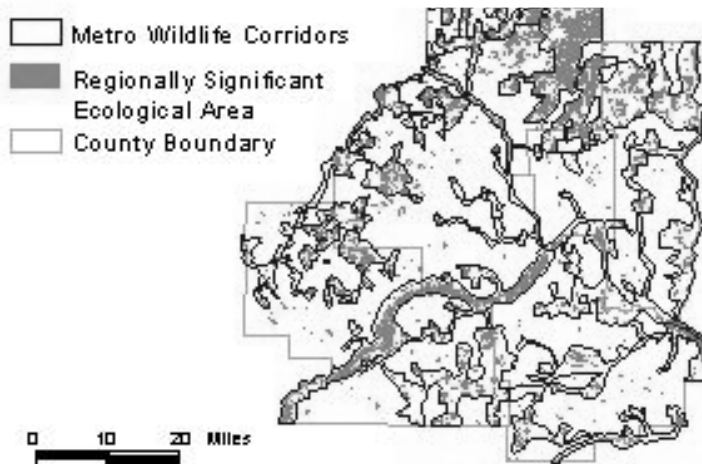 Metro Wildlife Corridors
Regionally Significant
Ecological Area
County Boundary
0 10 20 Miles